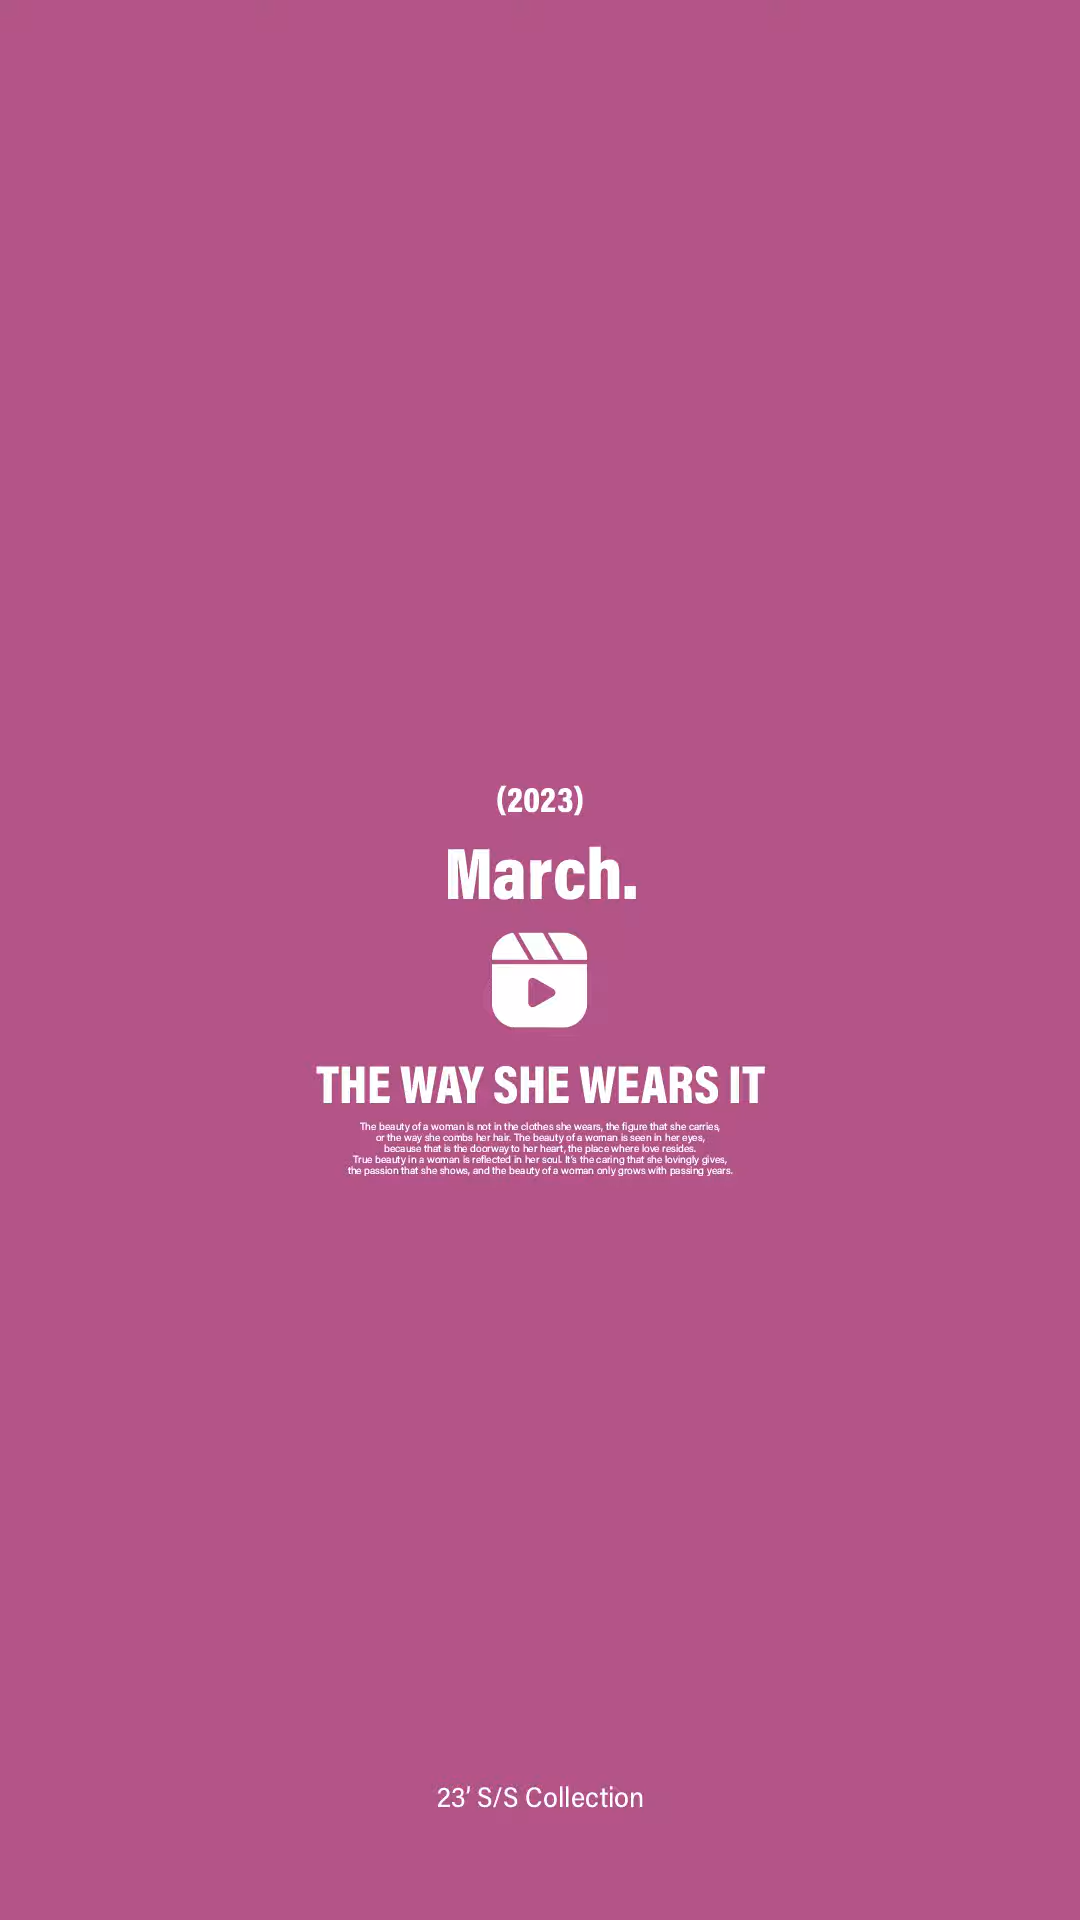 (2023)
March.
THE WAY SHE WEARS IT
The beauty of a woman is not in the clothes she wears, the figure that she carries,
or the way she combs her hair. The beauty of a woman is seen in her eyes,
because that is the doorway to her heart, the place where love resides.
True beauty in a woman is reflected in her soul. It's the caring that she lovingly gives,
the passion that she shows, and the beauty of a woman only grows with passing years.
23’ S/S Collection